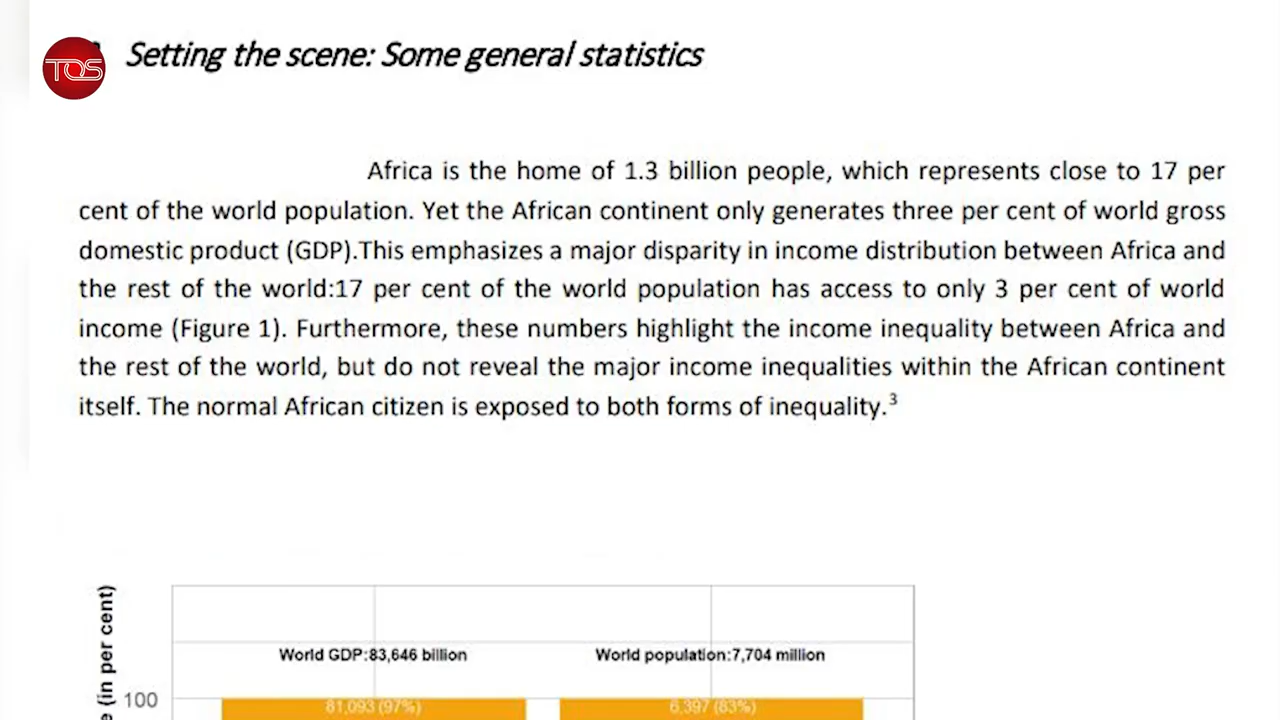 TQS
Setting the scene: Some general statistics
Africa is the home of 1.3 billion people, which represents close to 17 per
cent of the world population. Yet the African continent only generates three per cent of world gross
domestic product (GDP).This emphasizes a major disparity in income distribution between Africa and
the rest of the world:17 per cent of the world population has access to only 3 per cent of world
income (Figure 1). Furthermore, these numbers highlight the income inequality between Africa and
the rest of the world, but do not reveal the major income inequalities within the African continent
itself. The normal African citizen is exposed to both forms of inequality.³
(in per cent)
World GDP:83,646 billion World population:7,704 million
100
81,093 (97%) 6,397 (83%)